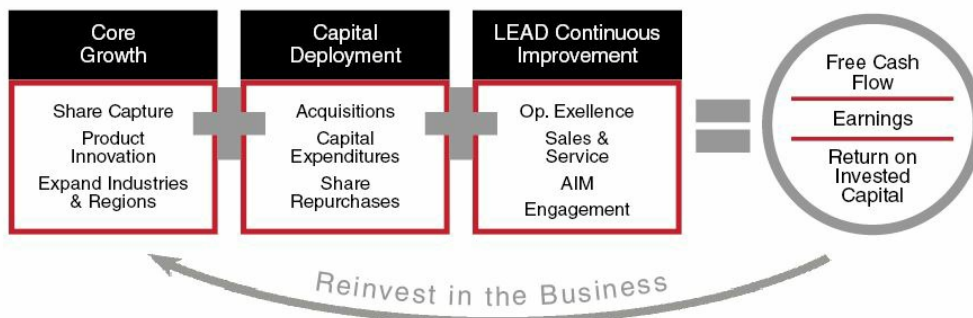 Core
Growth
Share Capture
Product
Innovation
Expand Industries
& Regions
Capital
Deployment
Acquisitions
Capital
Expenditures
Share
Repurchases
LEAD Continuous
Improvement
Op. Exellence
Sales &
Service
AIM
Engagement
Free Cash
Flow
Earnings
Return on
Invested
Capital
Reinvest in the Business